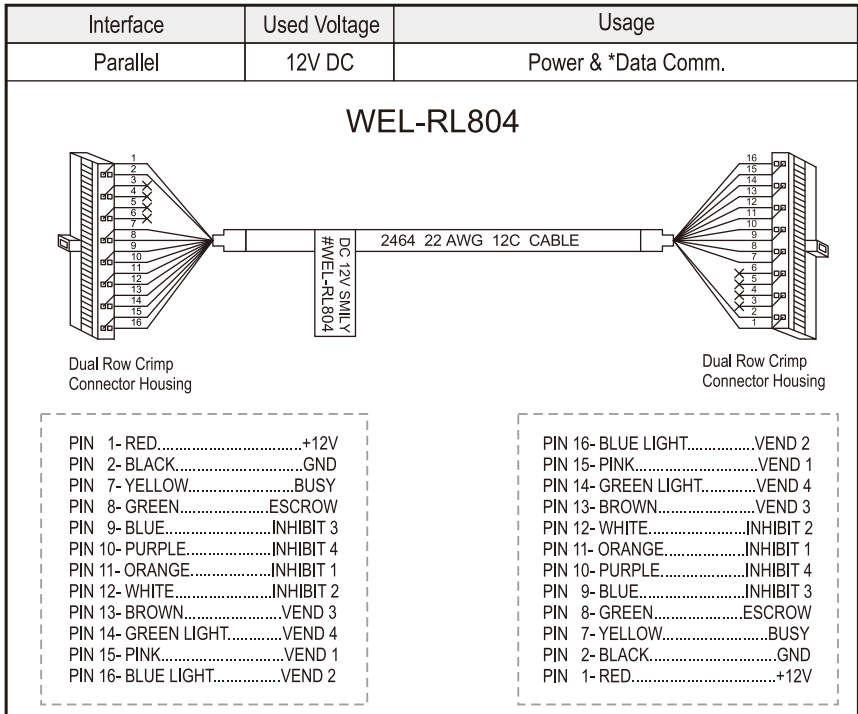 Interface Used Voltage Usage
Parallel 12V DC Power & *Data Comm.
WEL-RL804
1
2
3
4
5
6
7
8
9
10
11
12
13
14
15
16
2464 22 AWG 12C CABLE
DC 12V SMILY
#WEL-RL804
16
15
14
13
12
11
10
9
8
7
6
5
4
3
2
1
Dual Row Crimp
Connector Housing
Dual Row Crimp
Connector Housing
PIN 1- RED..............................+12V
PIN 2- BLACK..........................GND
PIN 7- YELLOW.......................BUSY
PIN 8- GREEN....................ESCROW
PIN 9- BLUE.......................INHIBIT 3
PIN 10- PURPLE.................INHIBIT 4
PIN 11- ORANGE.................INHIBIT 1
PIN 12- WHITE....................INHIBIT 2
PIN 13- BROWN....................VEND 3
PIN 14- GREEN LIGHT...........VEND 4
PIN 15- PINK.........................VEND 1
PIN 16- BLUE LIGHT..............VEND 2
PIN 16- BLUE LIGHT..............VEND 2
PIN 15- PINK.........................VEND 1
PIN 14- GREEN LIGHT...........VEND 4
PIN 13- BROWN....................VEND 3
PIN 12- WHITE....................INHIBIT 2
PIN 11- ORANGE.................INHIBIT 1
PIN 10- PURPLE.................INHIBIT 4
PIN 9- BLUE.......................INHIBIT 3
PIN 8- GREEN....................ESCROW
PIN 7- YELLOW.......................BUSY
PIN 2- BLACK..........................GND
PIN 1- RED..............................+12V